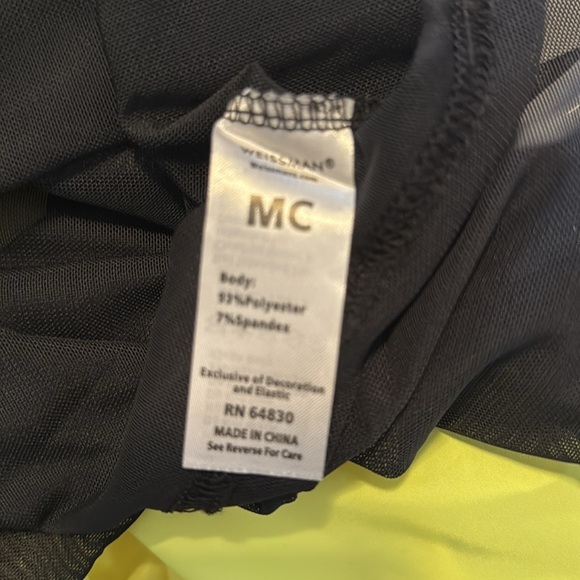 WEISSMAN®
MC
Body:
93%Polyester
7%Spandex
Exclusive of Decoration
and Elastic
RN 64830
MADE IN CHINA
See Reverse For Care